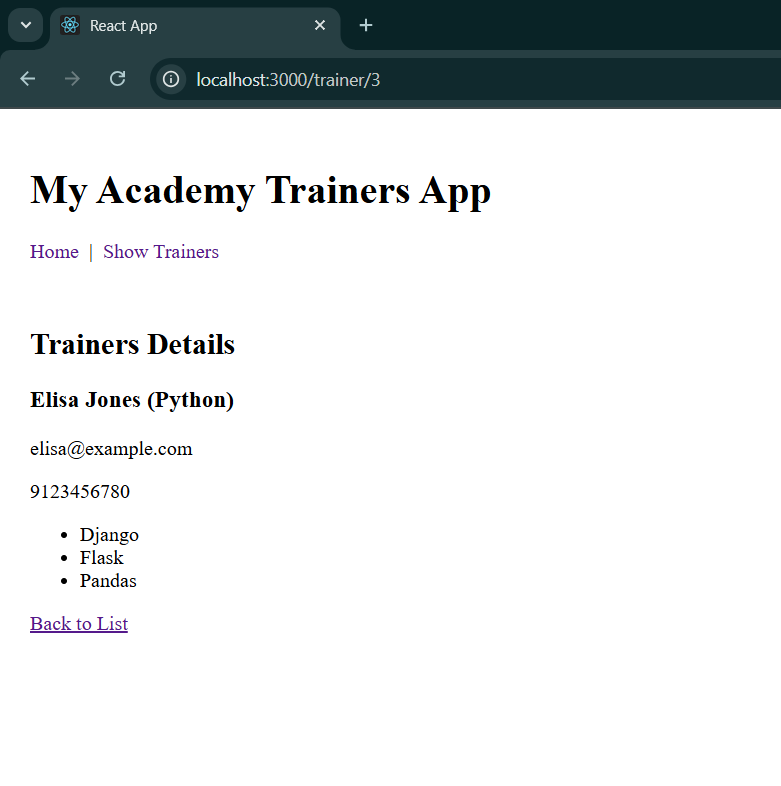 React App
localhost:3000/trainer/3
My Academy Trainers App
Home | Show Trainers
Trainers Details
Elisa Jones (Python)
elisa@example.com
9123456780
Django
Flask
Pandas
Back to List